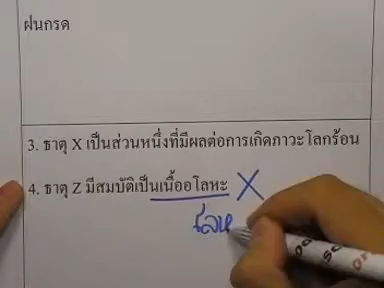 ฝนกรด
3. ธาตุ X เป็นส่วนหนึ่งที่มีผลต่อการเกิดภาวะโลกร้อน
4. ธาตุ Z มีสมบัติเป็นเนื้ออโลหะ X
โลห